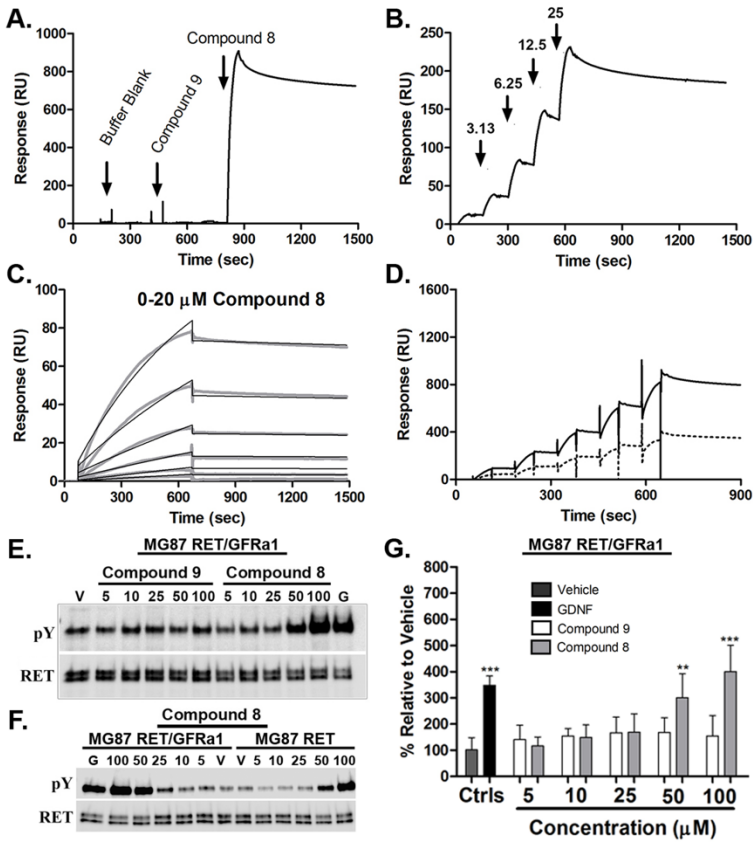 A.
Response (RU)
1000
800
600
400
200
0
Buffer Blank
Compound 9
Compound 8
0 300 600 900 1200 1500
Time (sec)
B.
Response (RU)
250
200
150
100
50
0
3.13
6.25
12.5
25
0 300 600 900 1200 1500
Time (sec)
C.
0-20 μM Compound 8
Response (RU)
100
80
60
40
20
0
0 300 600 900 1200 1500
Time (sec)
D.
Response (RU)
1600
1200
800
400
0
0 300 600 900
Time (sec)
E.
MG87 RET/GFRa1
Compound 9 Compound 8
V 5 10 25 50 100 5 10 25 50 100 G
pY
RET
F.
Compound 8
MG87 RET/GFRa1 MG87 RET
G 100 50 25 10 5 V V 5 10 25 50 100
pY
RET
G.
MG87 RET/GFRa1
% Relative to Vehicle
800
700
600
500
400
300
200
100
0
Vehicle
GDNF
Compound 9
Compound 8
***
**
***
Ctrls 5 10 25 50 100
Concentration (μM)